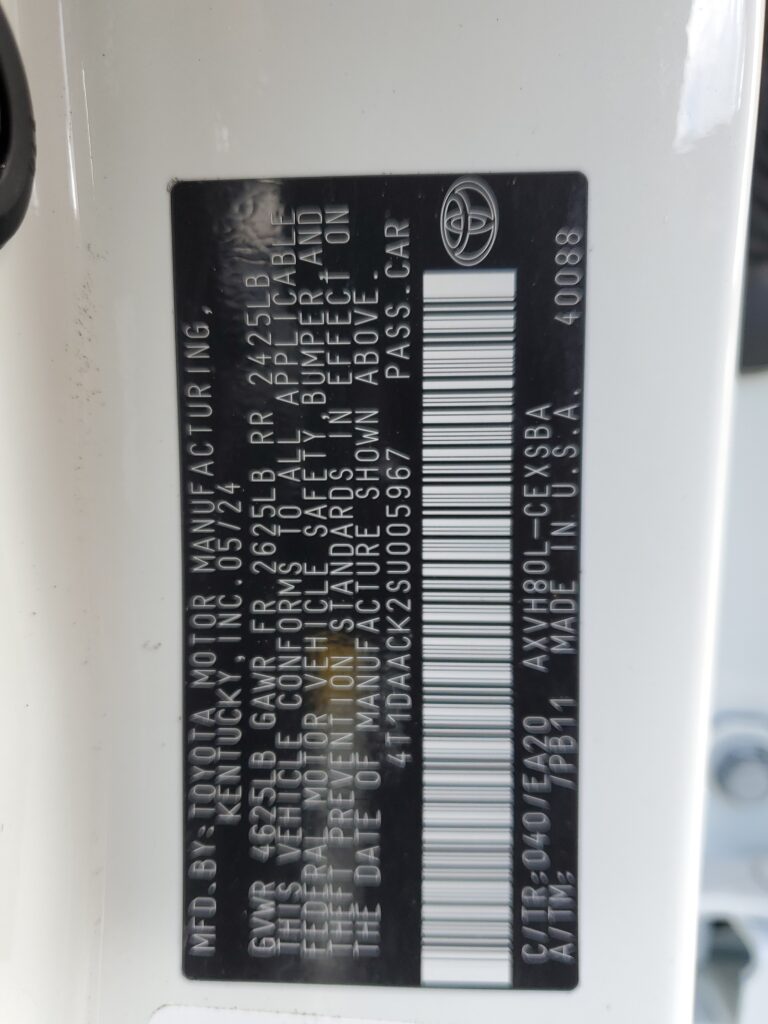 MFD.BY:TOYOTA MOTOR MANUFACTURING,
KENTUCKY, INC. 05/24
GVWR 4625LB GAWR FR 2625LB RR 2425LB
THIS VEHICLE CONFORMS TO ALL APPLICABLE
FEDERAL MOTOR VEHICLE SAFETY, BUMPER, AND
THEFT PREVENTION STANDARDS IN EFFECT ON
THE DATE OF MANUFACTURE SHOWN ABOVE.
4T1DAACK2SU005967 PASS.CAR
C/TR:040/EA20 AXVH80L-CEXSBA
A/TM: /PB11 MADE IN U.S.A. 40088